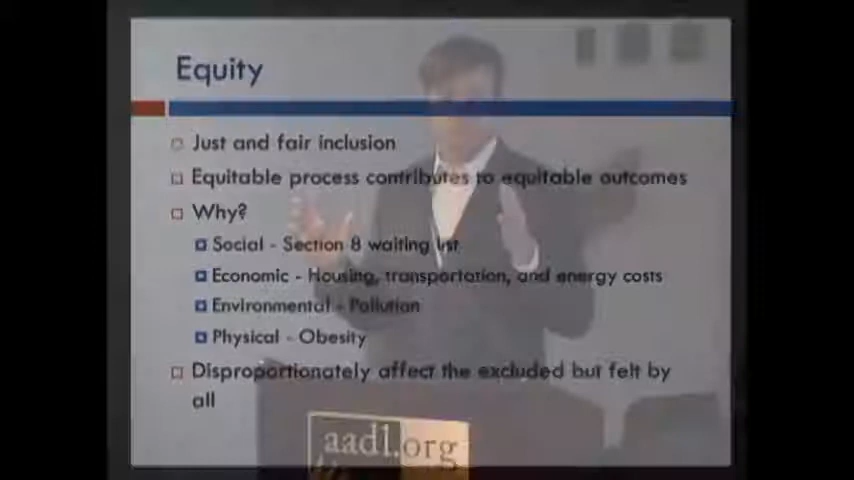 Equity
Just and fair inclusion
Equitable process contributes to equitable outcomes
Why?
Social - Section 8 waiting list
Economic - Housing, transportation, and energy costs
Environmental - Pollution
Physical - Obesity
Disproportionately affect the excluded but felt by
all
aadl.org